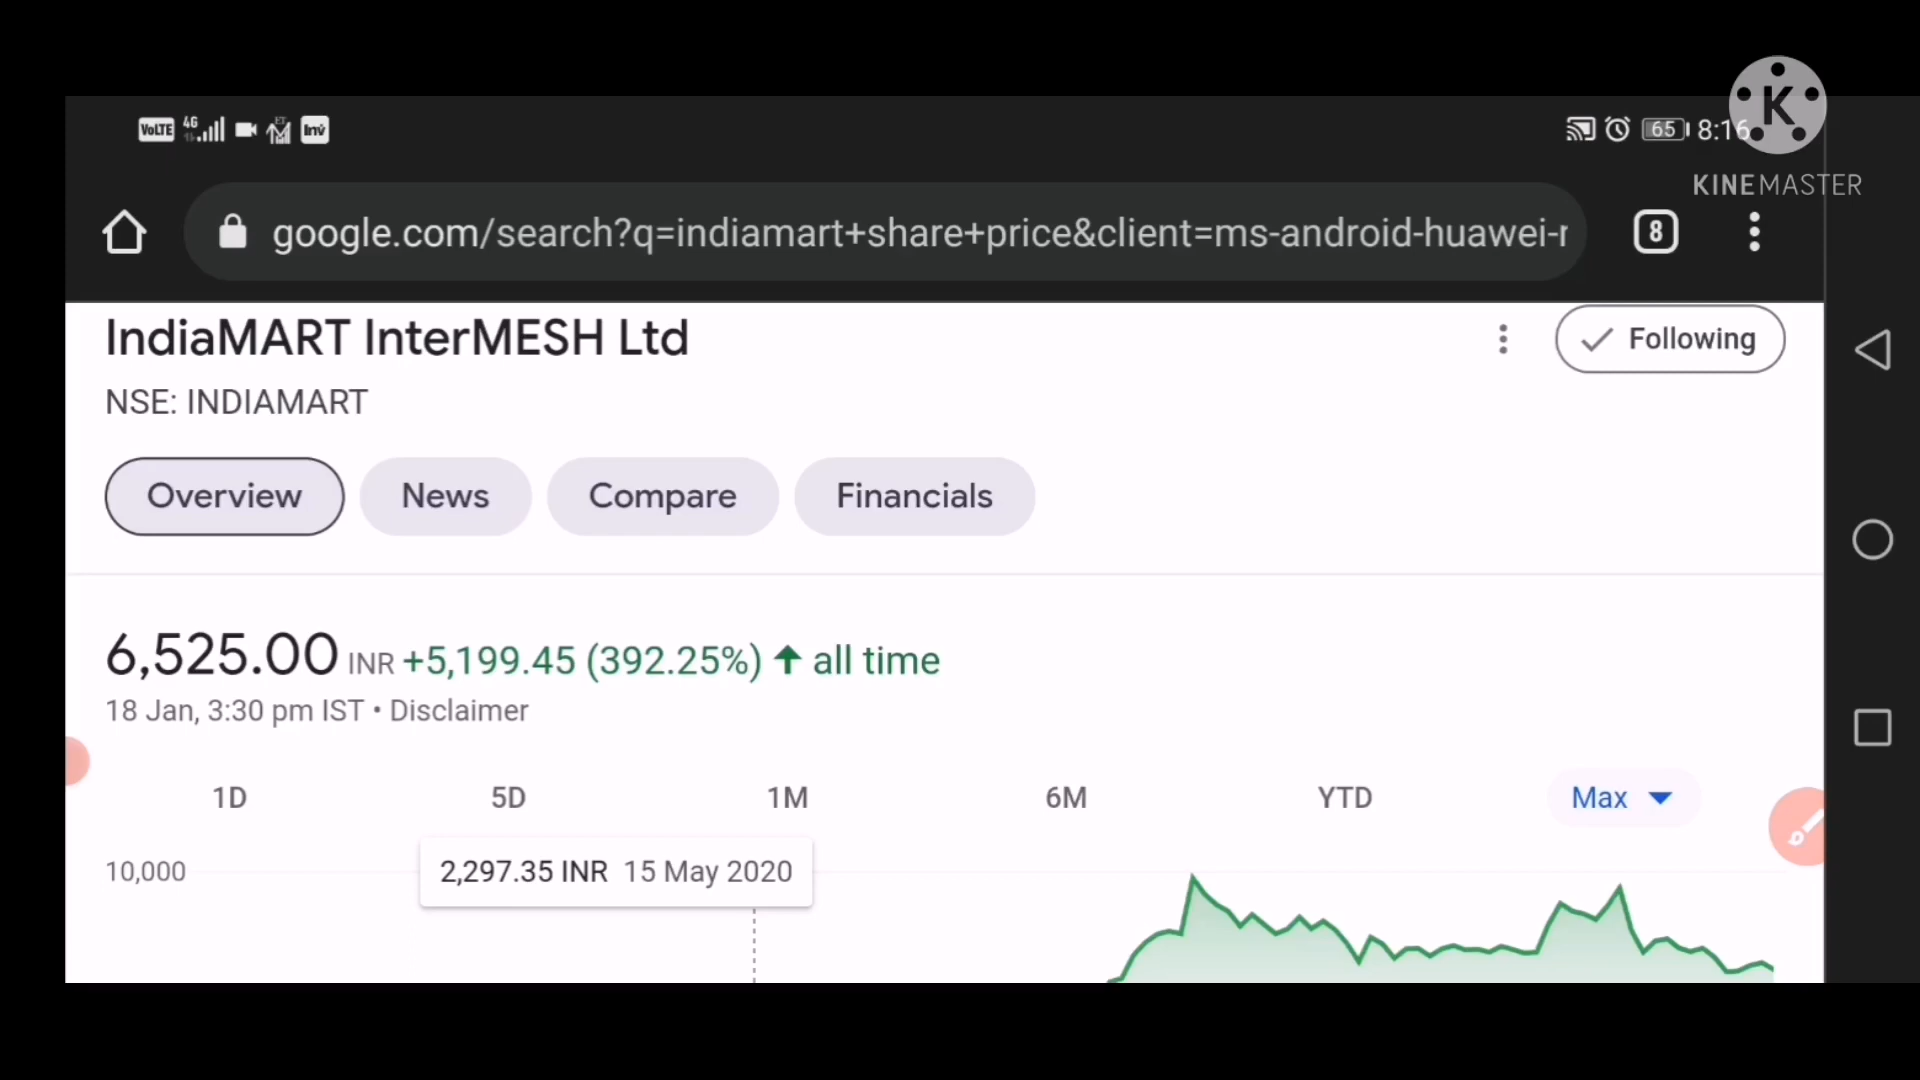 VoLTE 4G ET Inv 65 8:16
K
KINEMASTER
google.com/search?q=indiamart+share+price&client=ms-android-huawei-r 8
IndiaMART InterMESH Ltd
Following
NSE: INDIAMART
Overview News Compare Financials
6,525.00 INR +5,199.45 (392.25%) ↑ all time
18 Jan, 3:30 pm IST • Disclaimer
1D 5D 1M 6M YTD Max
10,000 2,297.35 INR 15 May 2020